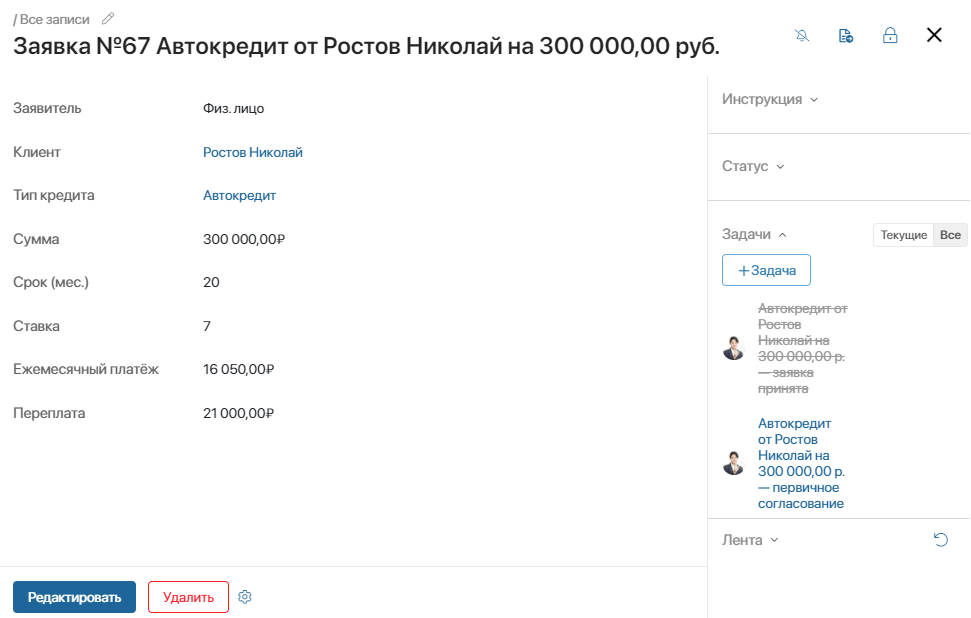 / Все записи
Заявка №67 Автокредит от Ростов Николай на 300 000,00 руб.
Заявитель
Физ. лицо
Клиент
Ростов Николай
Тип кредита
Автокредит
Сумма
300 000,00₽
Срок (мес.)
20
Ставка
7
Ежемесячный платёж
16 050,00₽
Переплата
21 000,00₽
Редактировать
Удалить
Инструкция
Статус
Задачи
Текущие
Все
+Задача
Автокредит от
Ростов
Николай на
300 000,00 р.
— заявка
принята
Автокредит
от Ростов
Николай на
300 000,00 р.
— первичное
согласование
Лента